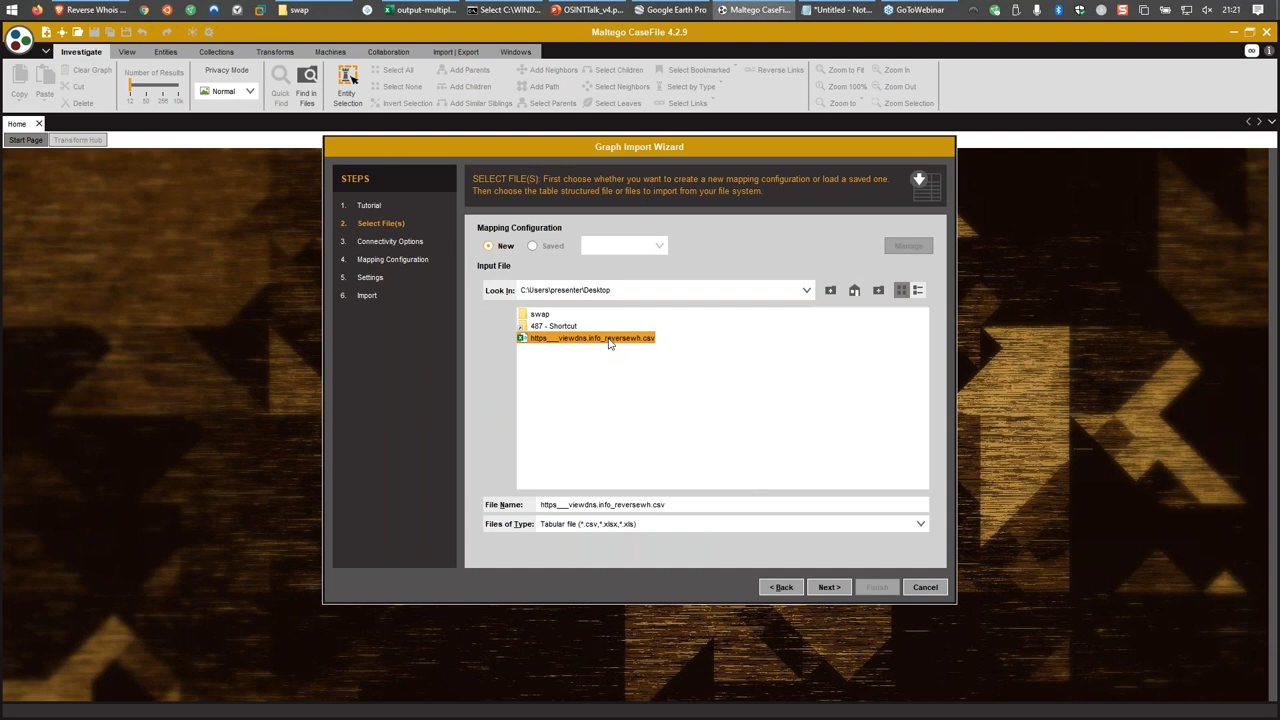 Reverse Whois ...
swap
output-multipl...
Select C:\WIND...
OSINTTalk_v4.p...
Google Earth Pro
Maltego CaseFil...
*Untitled - Not...
GoToWebinar
21:21
Maltego CaseFile 4.2.9
Investigate View Entities Collections Transforms Machines Collaboration Import | Export Windows
Copy
Paste
Clear Graph
Cut
Delete
Number of Results
12 50 256 10k
Privacy Mode
Normal
Quick Find
Find in Files
Entity Selection
Select All
Select None
Invert Selection
Add Parents
Add Children
Add Similar Siblings
Add Neighbors
Add Path
Select Parents
Select Children
Select Neighbors
Select Leaves
Select Bookmarked
Select by Type
Select Links
Reverse Links
Zoom to Fit
Zoom 100%
Zoom to
Zoom In
Zoom Out
Zoom Selection
Home
Start Page Transform Hub
Graph Import Wizard
STEPS
1. Tutorial
2. Select File(s)
3. Connectivity Options
4. Mapping Configuration
5. Settings
6. Import
SELECT FILE(S): First choose whether you want to create a new mapping configuration or load a saved one.
Then choose the table structured file or files to import from your file system.
Mapping Configuration
New Saved
Manage
Input File
Look In: C:\Users\presenter\Desktop
swap
487 - Shortcut
https___viewdns.info_reversewh.csv
File Name: https___viewdns.info_reversewh.csv
Files of Type: Tabular file (*.csv,*.xlsx,*.xls)
< Back Next > Finish Cancel